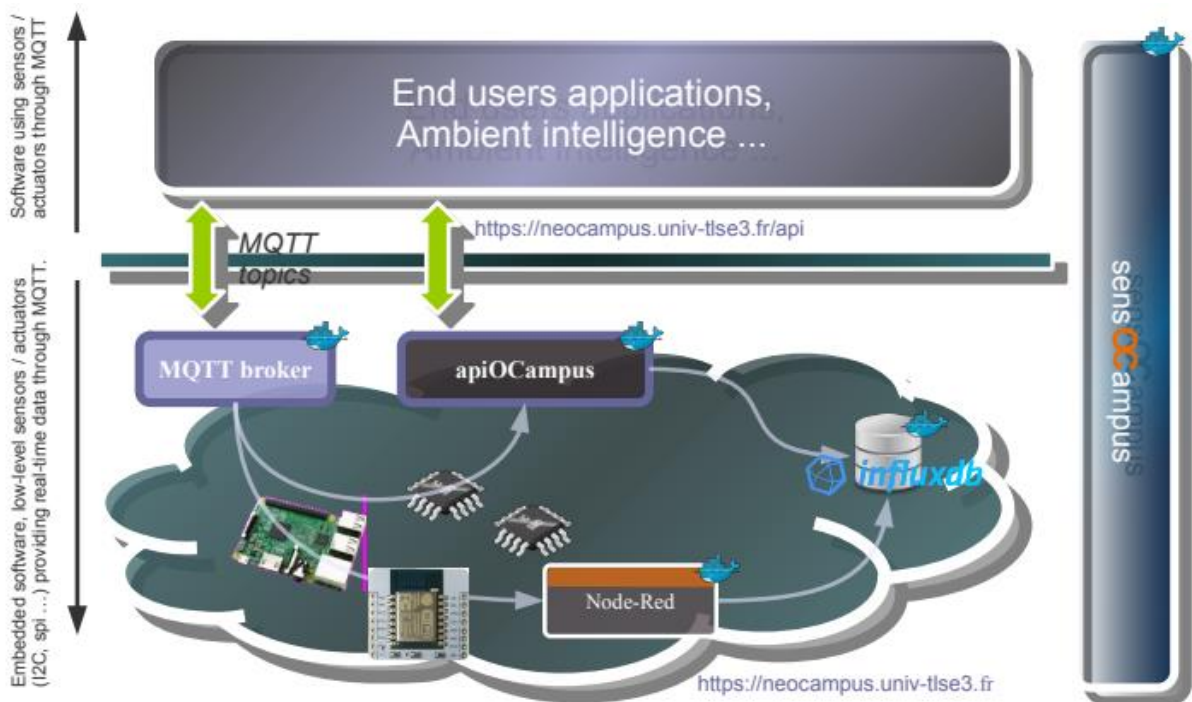 Software using sensors /
actuators through MQTT
End users applications,
Ambient intelligence ...
https://neocampus.univ-tlse3.fr/api
MQTT
topics
Embedded software, low-level sensors / actuators
(I2C, spi ...) providing real-time data through MQTT.
MQTT broker
apiOCampus
influxdb
Node-Red
https://neocampus.univ-tlse3.fr
sensOCampus